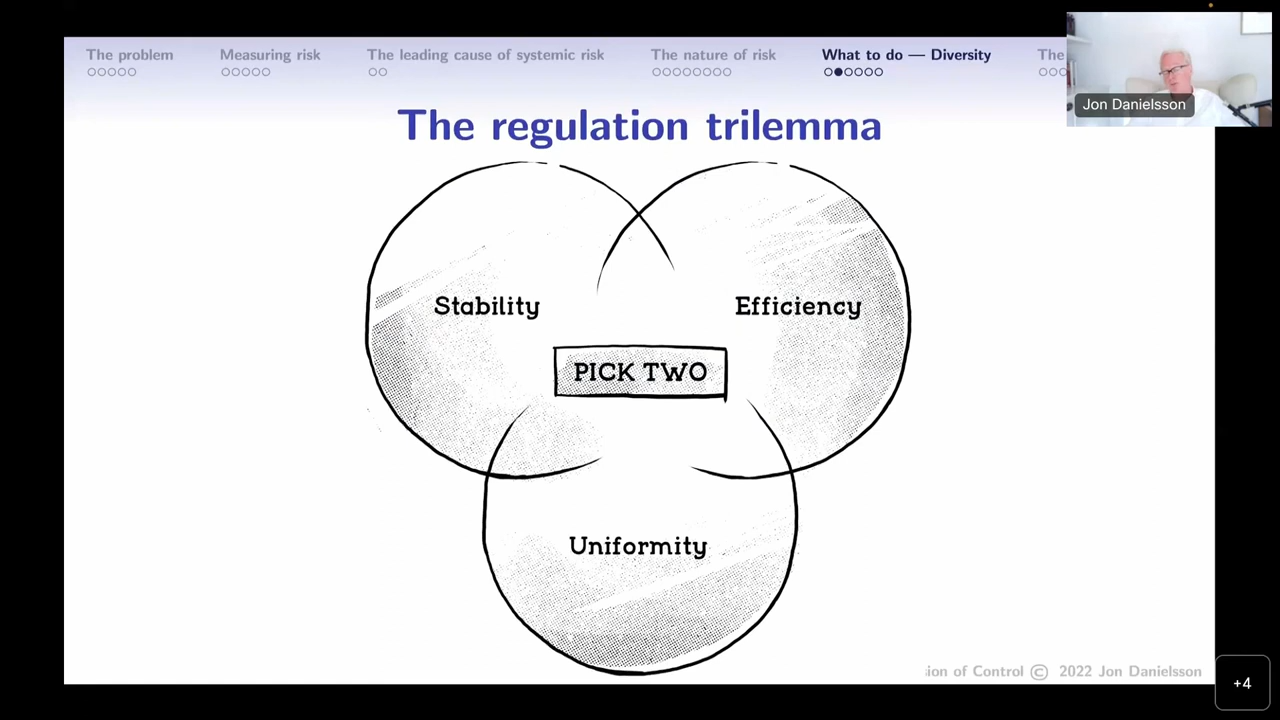 The problem
Measuring risk
The leading cause of systemic risk
The nature of risk
What to do — Diversity
The
Jon Danielsson
The regulation trilemma
Stability
Efficiency
PICK TWO
Uniformity
of Control © 2022 Jon Danielsson
+4